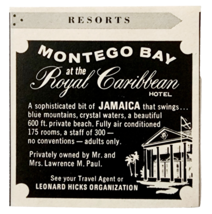 RESORTS
MONTEGO BAY
at the
Royal Caribbean
HOTEL
A sophisticated bit of JAMAICA that swings...
blue mountains, crystal waters, a beautiful
600 ft. private beach. Fully air conditioned
175 rooms, a staff of 300 —
no conventions — adults only.
Privately owned by Mr. and
Mrs. Lawrence M. Paul.
See your Travel Agent or
LEONARD HICKS ORGANIZATION